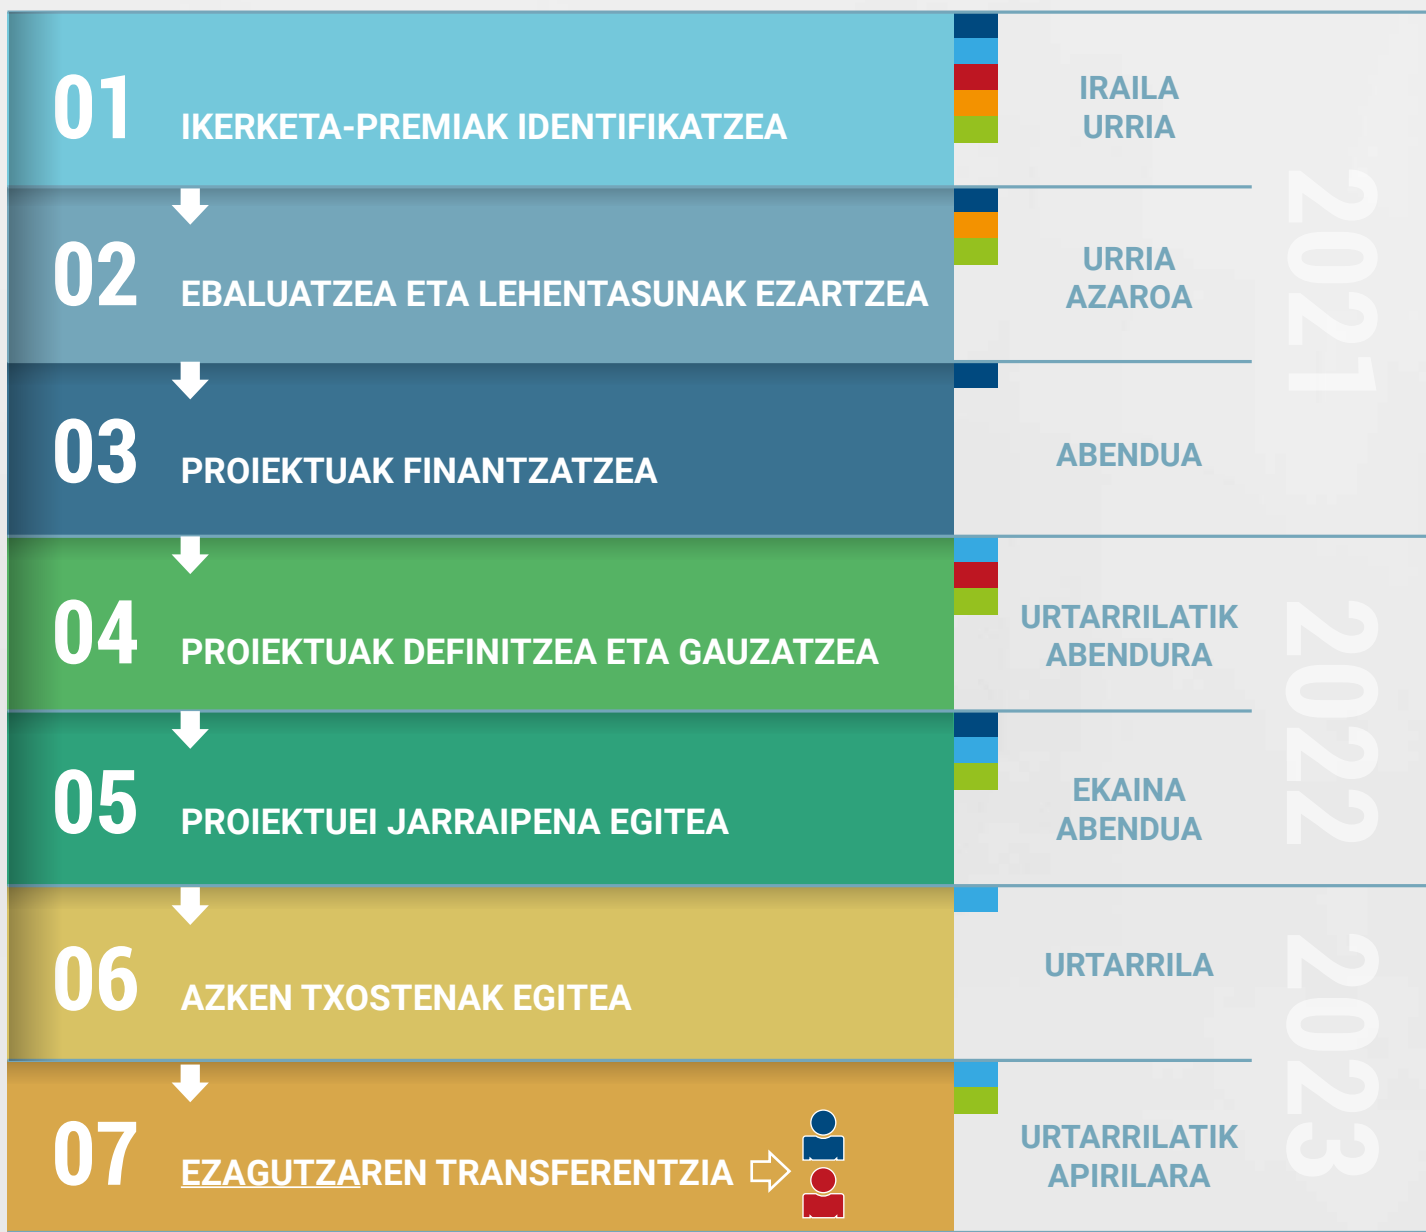 01 IKERKETA-PREMIAK IDENTIFIKATZEA
IRAILA
URRIA
02 EBALUATZEA ETA LEHENTASUNAK EZARTZEA
URRIA
AZAROA
03 PROIEKTUAK FINANTZATZEA
ABENDUA
2021
04 PROIEKTUAK DEFINITZEA ETA GAUZATZEA
URTARRILATIK
ABENDURA
05 PROIEKTUEI JARRAIPENA EGITEA
EKAINA
ABENDUA
2022
06 AZKEN TXOSTENAK EGITEA
URTARRILA
07 EZAGUTZAREN TRANSFERENTZIA
URTARRILATIK
APIRILARA
2023